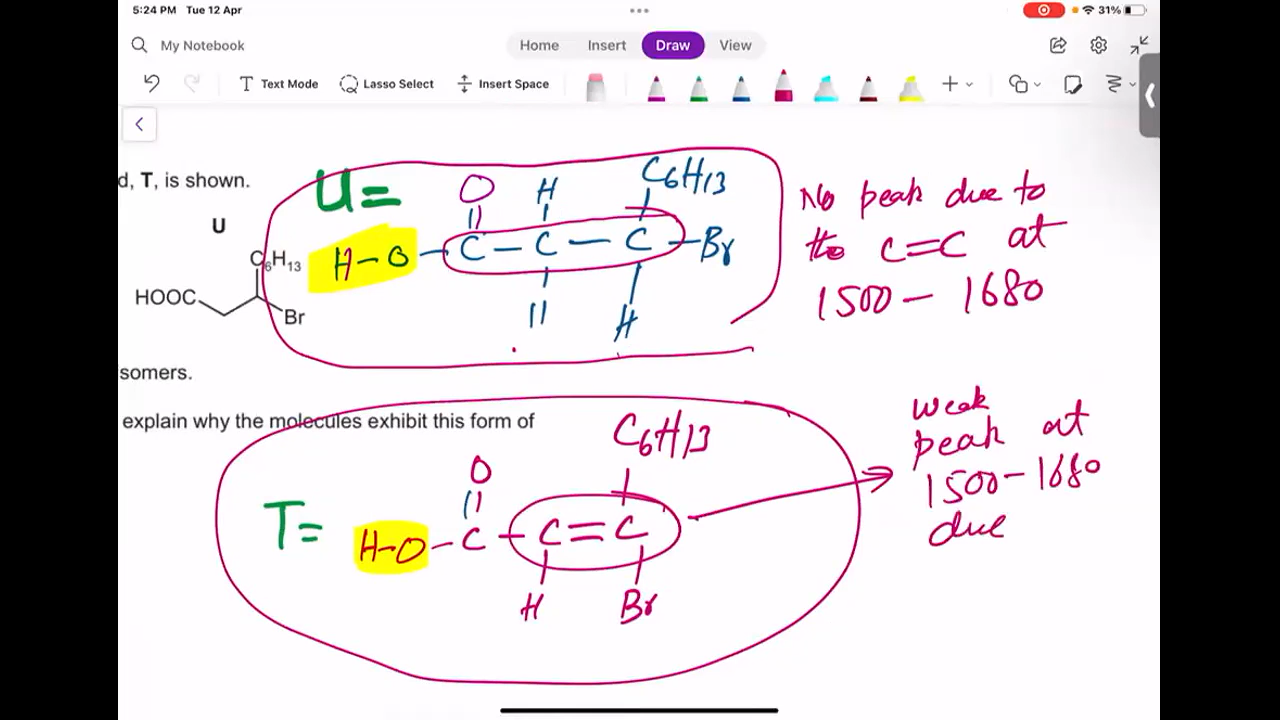 5:24 PM Tue 12 Apr
31%
My Notebook
Home Insert Draw View
Text Mode Lasso Select Insert Space
d, T, is shown.
U
C6H13
HOOC
Br
somers.
explain why the molecules exhibit this form of
U=
O H C6H13
H-O-C-C-C-Br
H H
No peak due to
the C=C at
1500-1680
T=
C6H13
O
H-O-C-C=C
H Br
weak
peak at
1500-1680
due